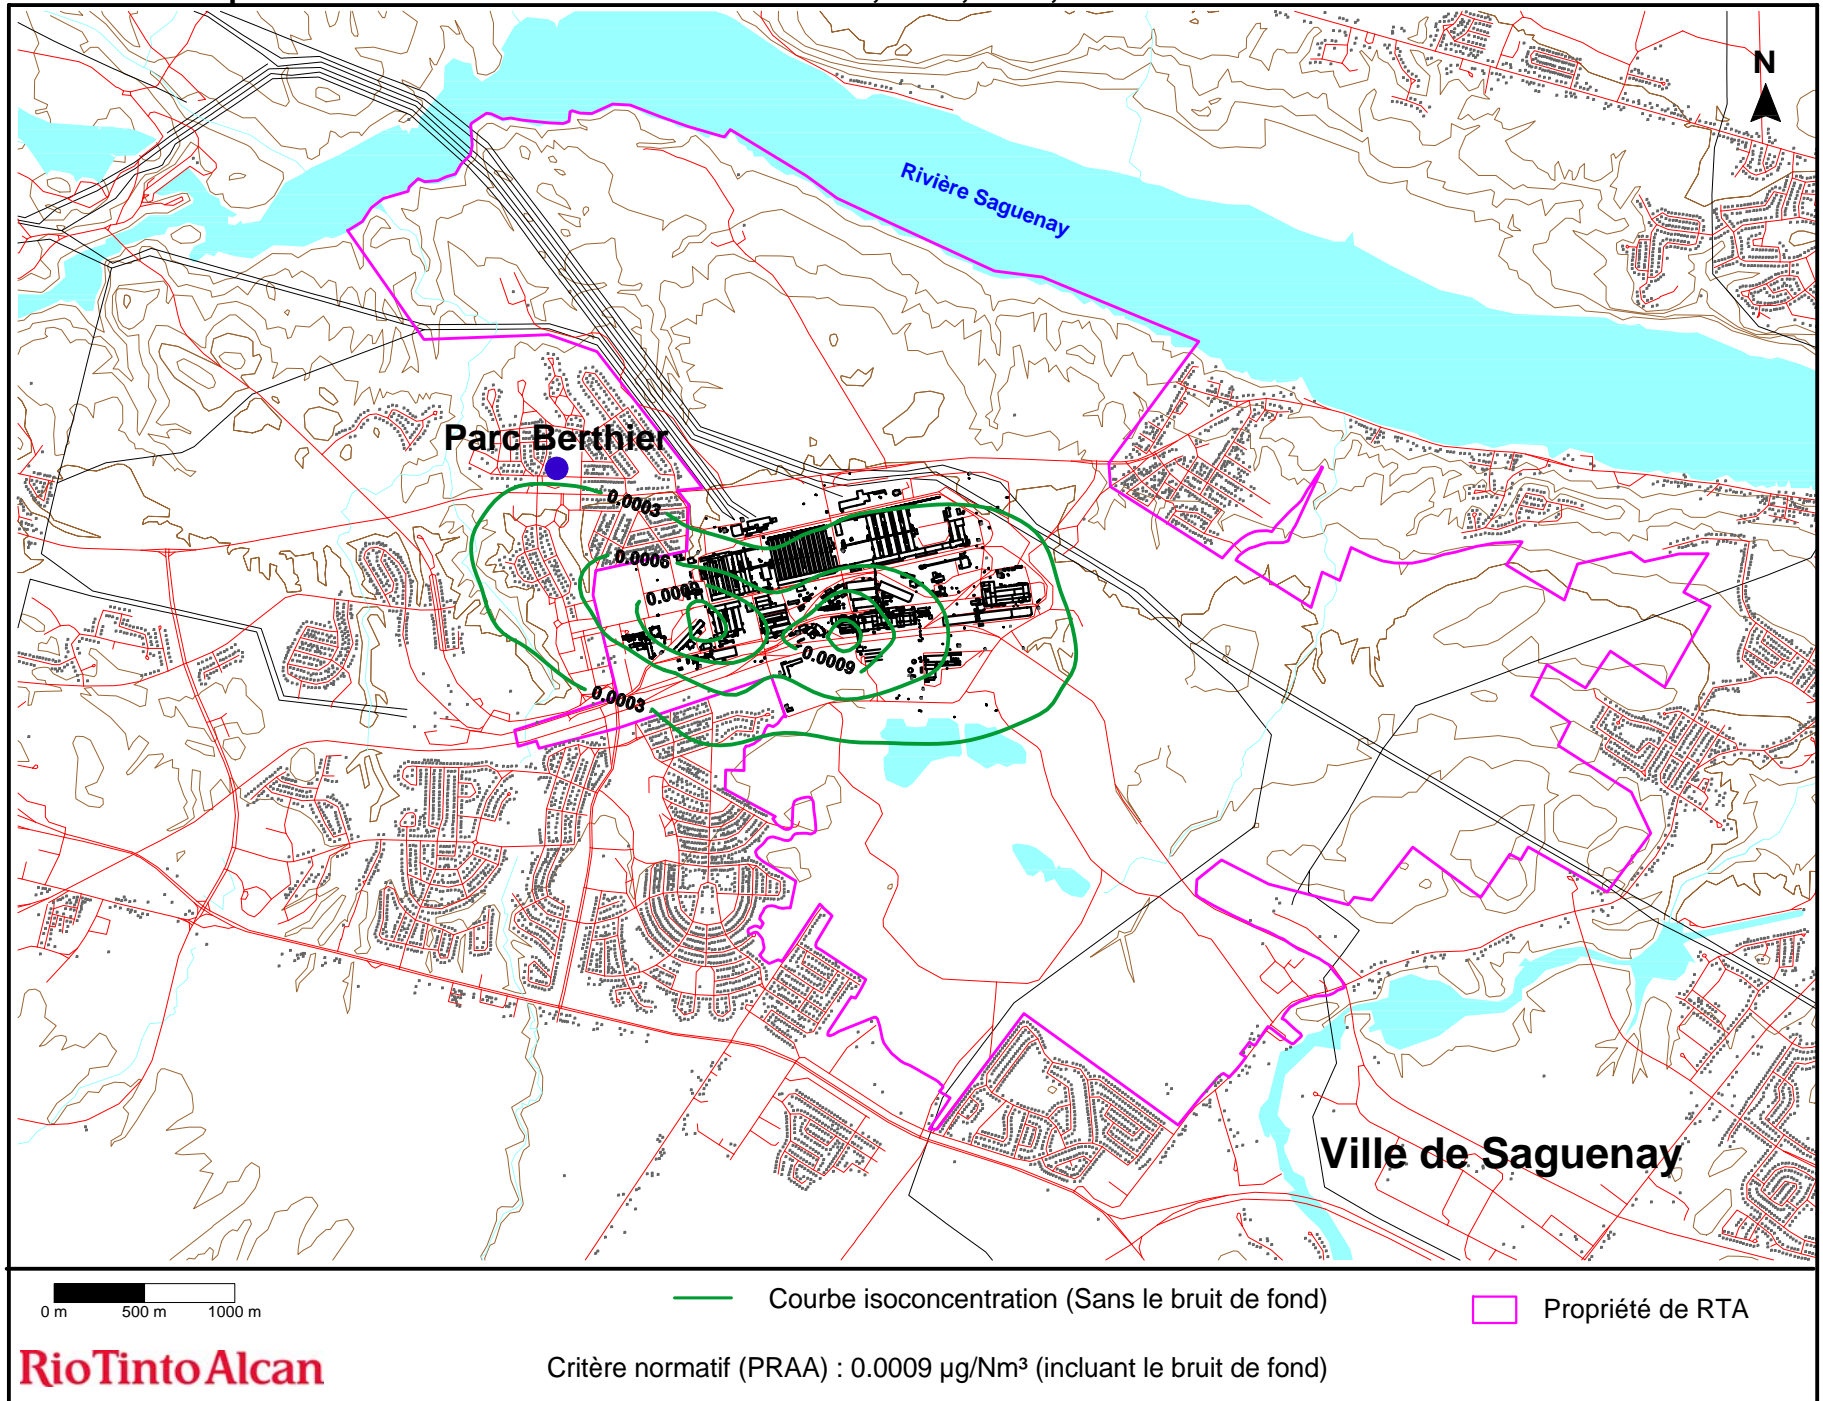 N
Rivière Saguenay
Parc Berthier
0.0003
0.0006
0.0009
0.0003
Ville de Saguenay
0 m 500 m 1000 m
Courbe isoconcentration (Sans le bruit de fond)
Propriété de RTA
RioTintoAlcan
Critère normatif (PRAA) : 0.0009 µg/Nm³ (incluant le bruit de fond)